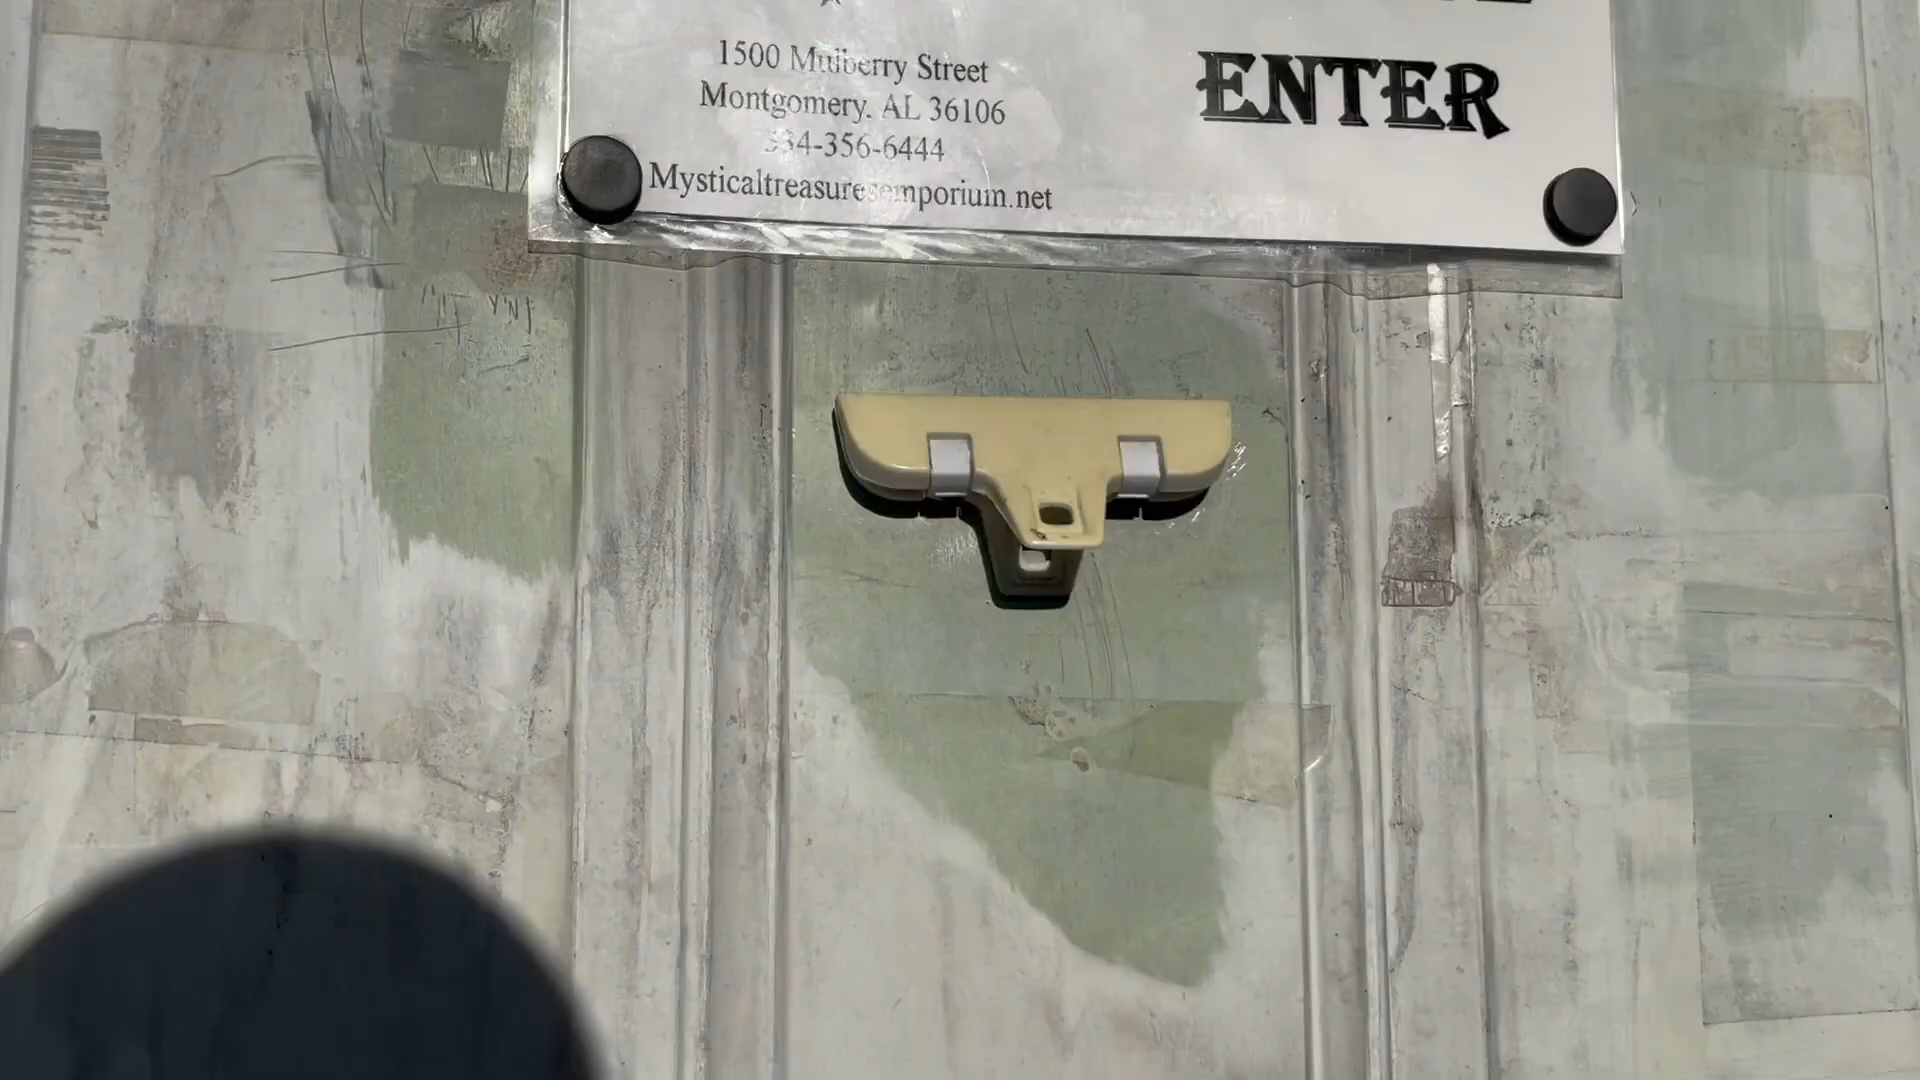 1500 Mulberry Street
Montgomery, AL 36106
334-356-6444
Mysticaltreasuresemporium.net
ENTER